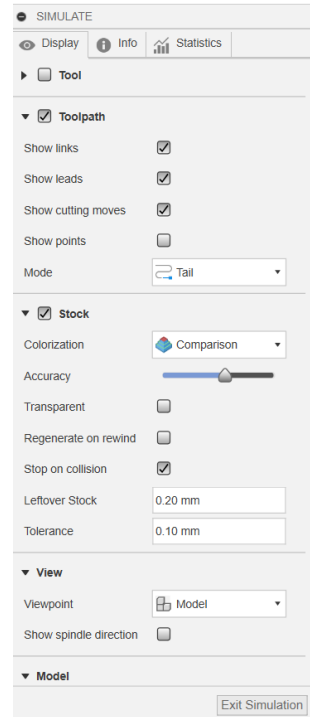 SIMULATE
Display Info Statistics
Tool
Toolpath
Show links
Show leads
Show cutting moves
Show points
Mode Tail
Stock
Colorization Comparison
Accuracy
Transparent
Regenerate on rewind
Stop on collision
Leftover Stock 0.20 mm
Tolerance 0.10 mm
View
Viewpoint Model
Show spindle direction
Model
Exit Simulation